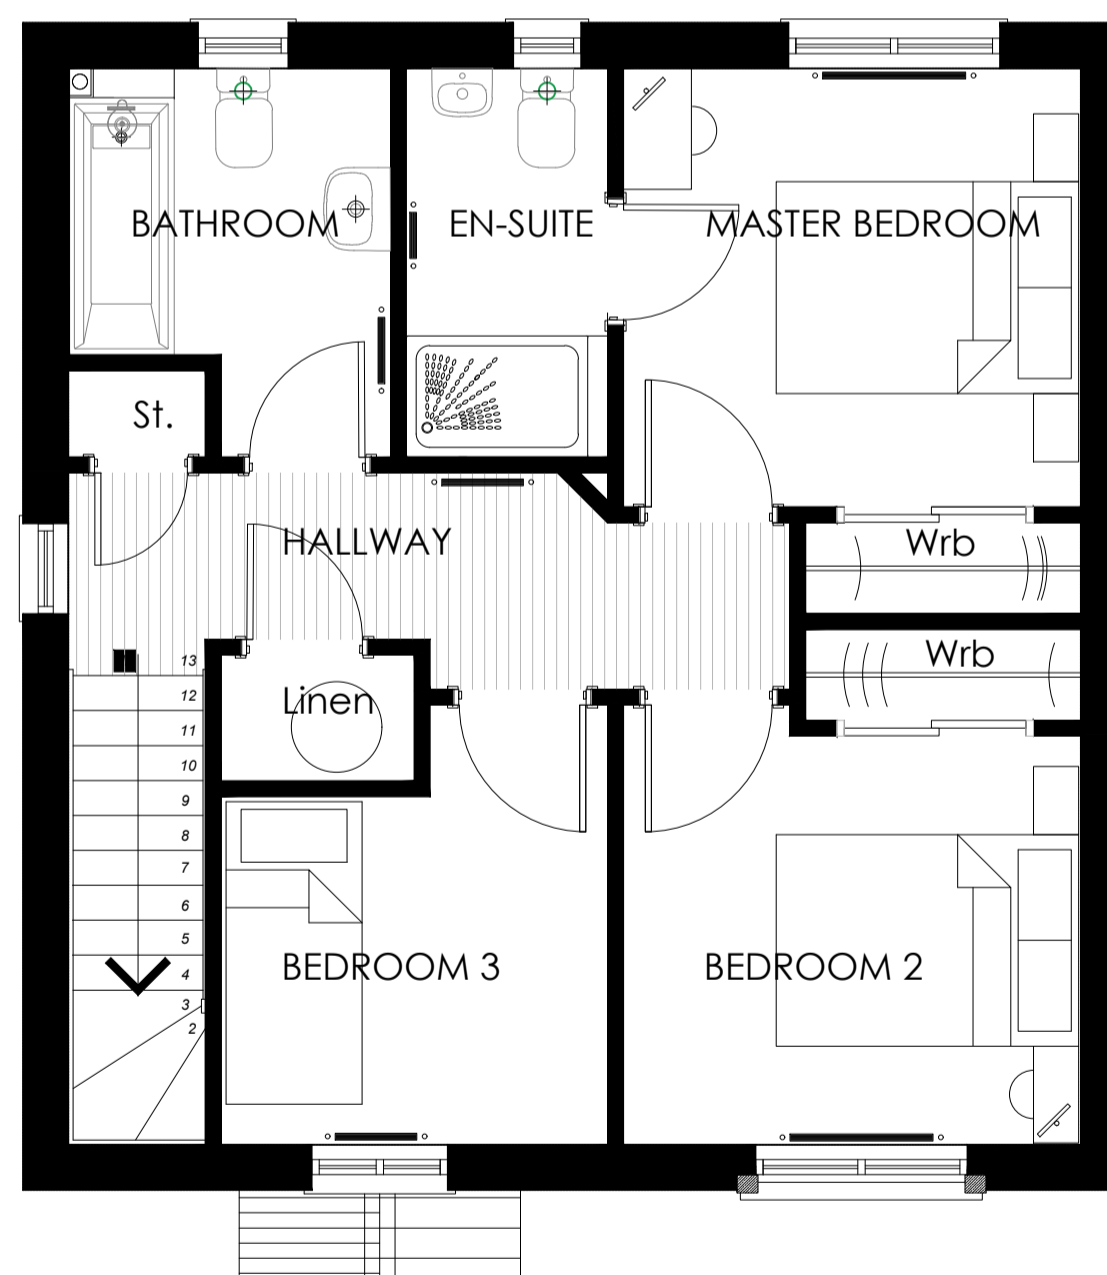 BATHROOM
EN-SUITE
MASTER BEDROOM
St.
HALLWAY
Wrb
Wrb
Linen
13
12
11
10
9
8
7
6
5
4
3
2
BEDROOM 3
BEDROOM 2